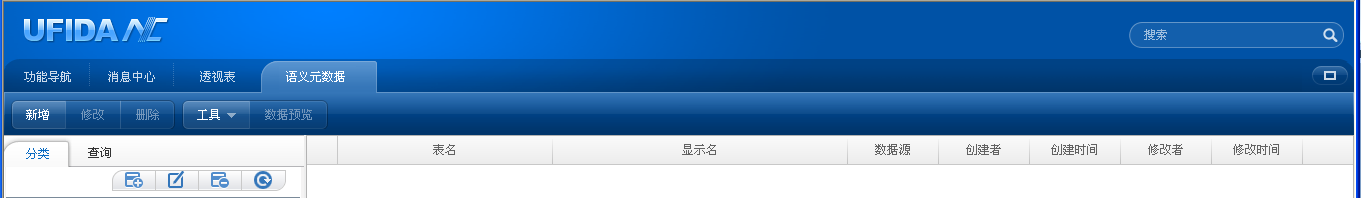 UFIDA NC
搜索
功能导航 消息中心 透视表 语义元数据
新增 修改 删除 工具 数据预览
分类 查询 表名 显示名 数据源 创建者 创建时间 修改者 修改时间